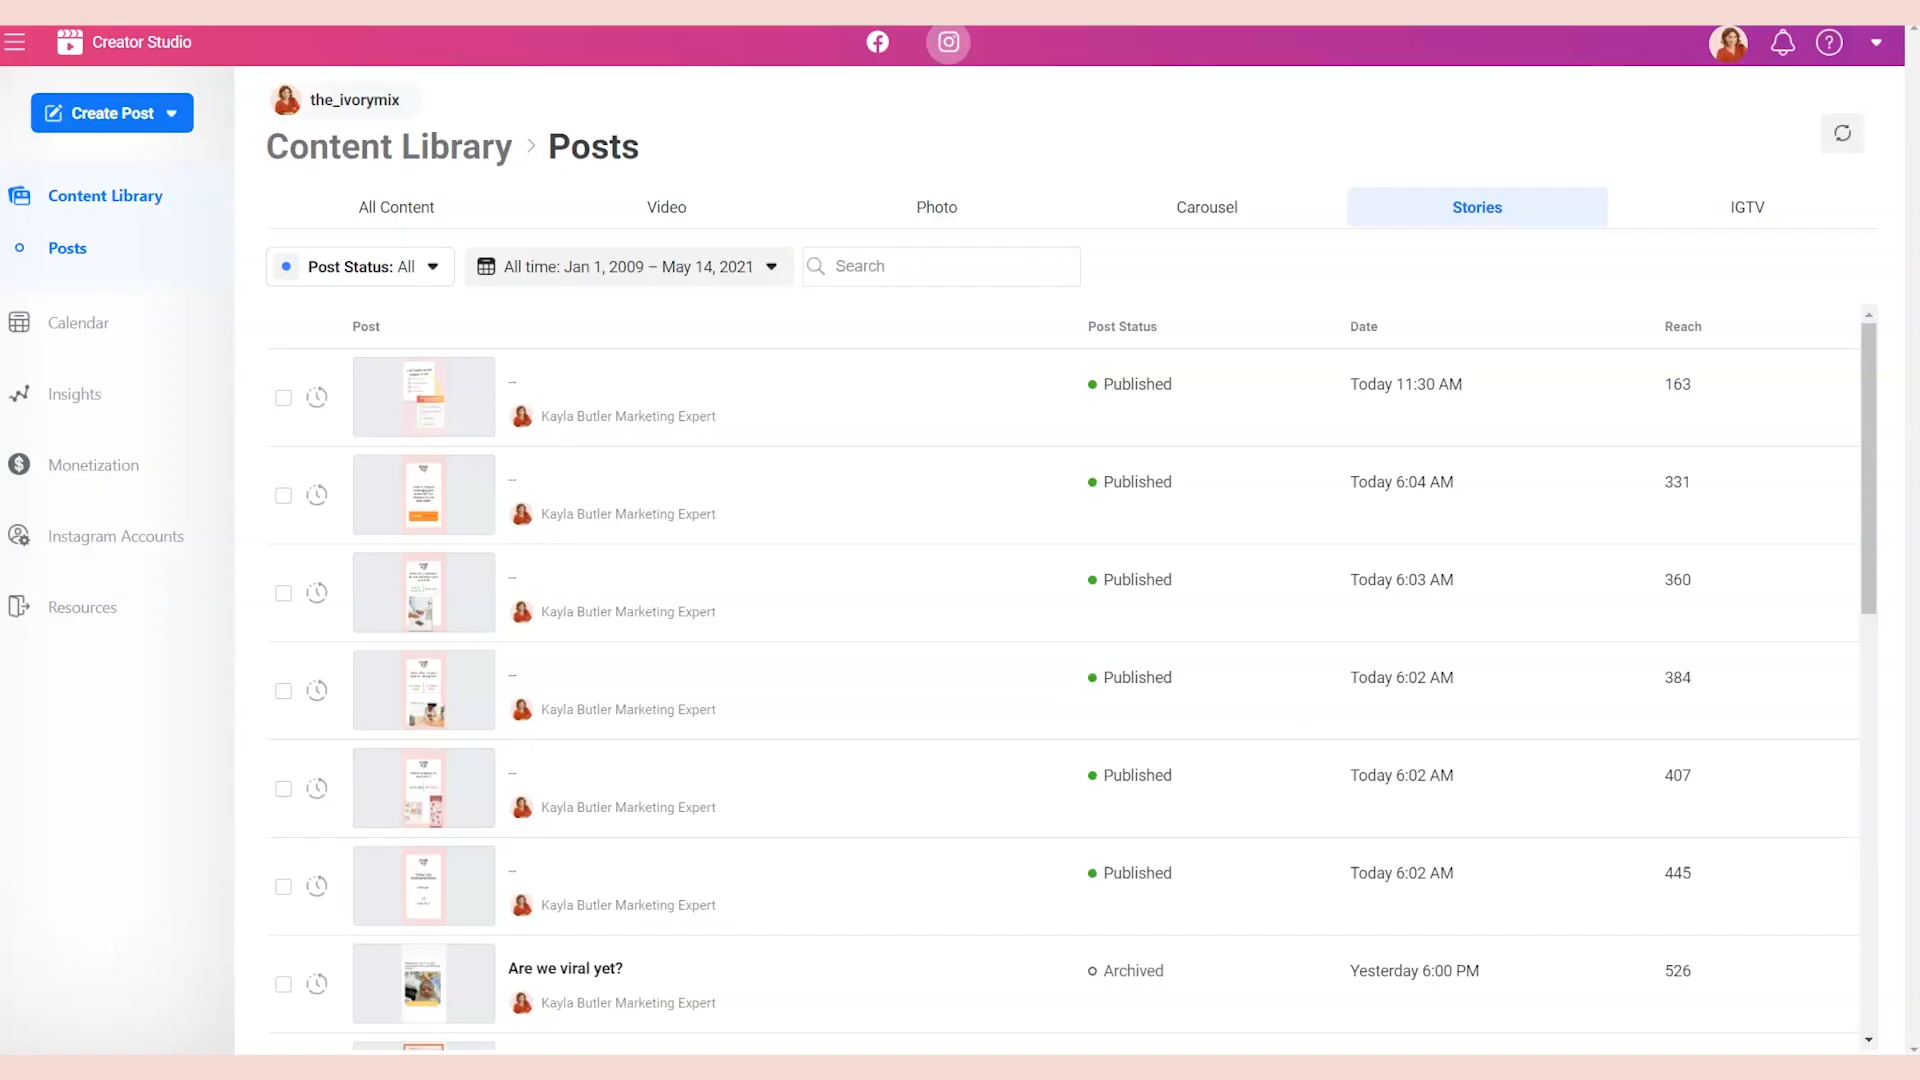 Creator Studio
Create Post
Content Library
Posts
Calendar
Insights
Monetization
Instagram Accounts
Resources
the_ivorymix
Content Library > Posts
All Content Video Photo Carousel Stories IGTV
Post Status: All All time: Jan 1, 2009 – May 14, 2021 Search
Post Post Status Date Reach
-- Published Today 11:30 AM 163
Kayla Butler Marketing Expert
-- Published Today 6:04 AM 331
Kayla Butler Marketing Expert
-- Published Today 6:03 AM 360
Kayla Butler Marketing Expert
-- Published Today 6:02 AM 384
Kayla Butler Marketing Expert
-- Published Today 6:02 AM 407
Kayla Butler Marketing Expert
-- Published Today 6:02 AM 445
Kayla Butler Marketing Expert
Are we viral yet? Archived Yesterday 6:00 PM 526
Kayla Butler Marketing Expert